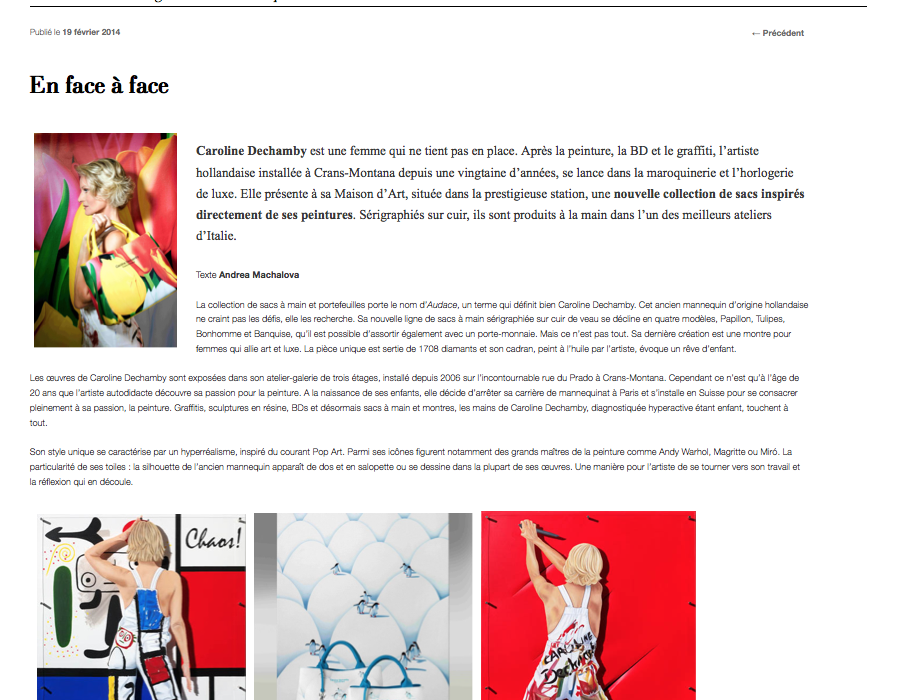 Publié le 19 février 2014
← Précédent
En face à face
Caroline Dechamby est une femme qui ne tient pas en place. Après la peinture, la BD et le graffiti, l'artiste
hollandaise installée à Crans-Montana depuis une vingtaine d'années, se lance dans la maroquinerie et l'horlogerie
de luxe. Elle présente à sa Maison d'Art, située dans la prestigieuse station, une nouvelle collection de sacs inspirés
directement de ses peintures. Sérigraphiés sur cuir, ils sont produits à la main dans l'un des meilleurs ateliers
d'Italie.
Texte Andrea Machalova
La collection de sacs à main et portefeuilles porte le nom d'Audace, un terme qui définit bien Caroline Dechamby. Cet ancien mannequin d'origine hollandaise
ne craint pas les défis, elle les recherche. Sa nouvelle ligne de sacs à main sérigraphiée sur cuir de veau se décline en quatre modèles, Papillon, Tulipes,
Bonhomme et Banquise, qu'il est possible d'assortir également avec un porte-monnaie. Mais ce n'est pas tout. Sa dernière création est une montre pour
femmes qui allie art et luxe. La pièce unique est sertie de 1708 diamants et son cadran, peint à l'huile par l'artiste, évoque un rêve d'enfant.
Les œuvres de Caroline Dechamby sont exposées dans son atelier-galerie de trois étages, installé depuis 2006 sur l'incontournable rue du Prado à Crans-Montana. Cependant ce n'est qu'à l'âge de
20 ans que l'artiste autodidacte découvre sa passion pour la peinture. A la naissance de ses enfants, elle décide d'arrêter sa carrière de mannequinat à Paris et s'installe en Suisse pour se consacrer
pleinement à sa passion, la peinture. Graffitis, sculptures en résine, BDs et désormais sacs à main et montres, les mains de Caroline Dechamby, diagnostiquée hyperactive étant enfant, touchent à
tout.
Son style unique se caractérise par un hyperréalisme, inspiré du courant Pop Art. Parmi ses icônes figurent notamment des grands maîtres de la peinture comme Andy Warhol, Magritte ou Miró. La
particularité de ses toiles : la silhouette de l'ancien mannequin apparaît de dos et en salopette ou se dessine dans la plupart de ses œuvres. Une manière pour l'artiste de se tourner vers son travail et
la réflexion qui en découle.
Chaos!
CAROLINE